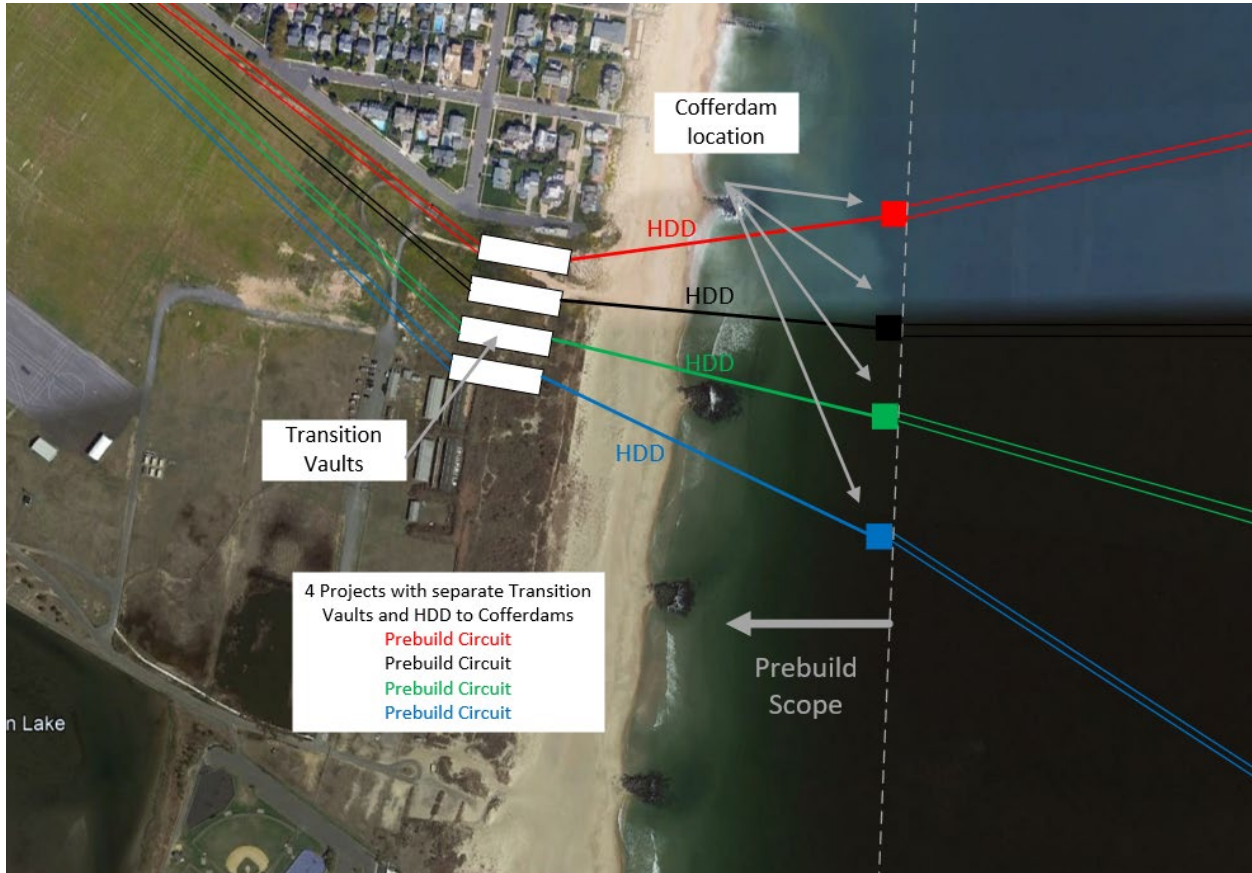 Cofferdam
location
HDD
HDD
HDD
HDD
Transition
Vaults
4 Projects with separate Transition
Vaults and HDD to Cofferdams
Prebuild Circuit
Prebuild Circuit
Prebuild Circuit
Prebuild Circuit
Prebuild
Scope
n Lake